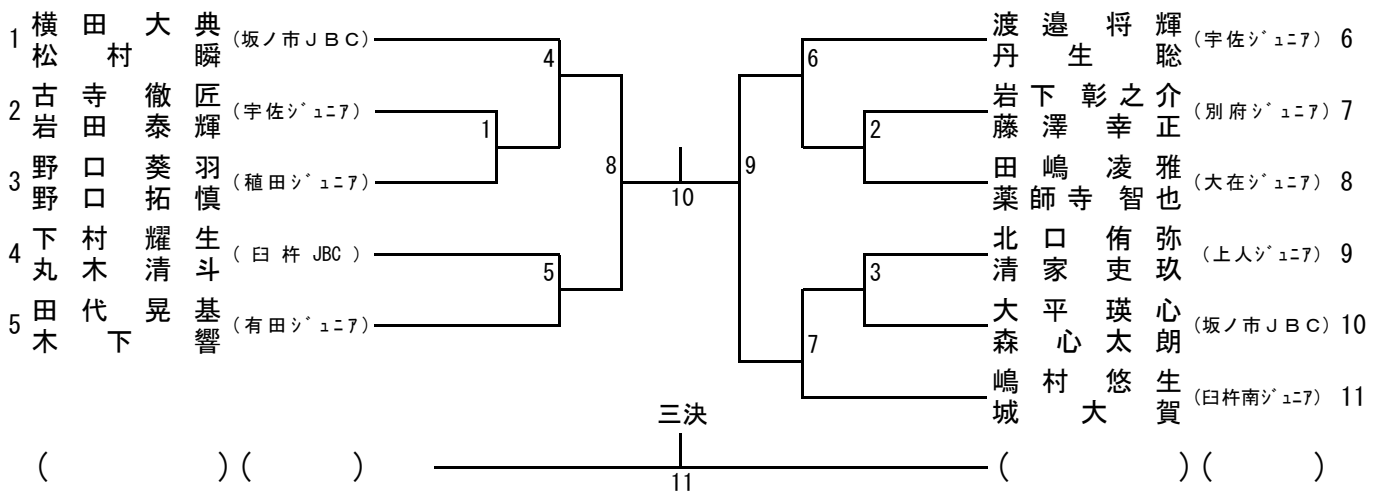 1 横田大典 (坂ノ市ＪＢＣ)
松村瞬
2 古寺徹匠 (宇佐ｼﾞｭﾆｱ)
岩田泰輝
3 野口葵羽 (稙田ｼﾞｭﾆｱ)
野口拓慎
4 下村耀生 (臼杵 JBC)
丸木清斗
5 田代晃基 (有田ｼﾞｭﾆｱ)
木下響
4
1
8
5
10
9
6
2
3
7
渡邉将輝 (宇佐ｼﾞｭﾆｱ) 6
丹生聡
岩下彰之介 (別府ｼﾞｭﾆｱ) 7
藤澤幸正
田嶋凌雅 (大在ｼﾞｭﾆｱ) 8
薬師寺智也
北口侑弥 (上人ｼﾞｭﾆｱ) 9
清家吏玖
大平瑛心 (坂ノ市ＪＢＣ) 10
森心太朗
嶋村悠生 (臼杵南ｼﾞｭﾆｱ) 11
城大賀
三決
( ) ( ) ( ) ( )
11